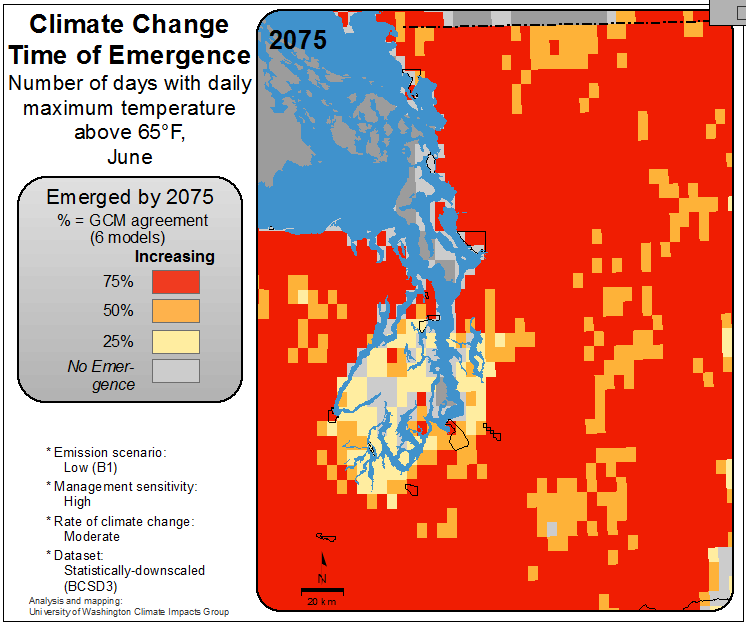 Climate Change
Time of Emergence
Number of days with daily
maximum temperature
above 65°F,
June
2075
Emerged by 2075
% = GCM agreement
(6 models)
Increasing
75%
50%
25%
No Emer-
gence
* Emission scenario:
Low (B1)
* Management sensitivity:
High
* Rate of climate change:
Moderate
* Dataset:
Statistically-downscaled
(BCSD3)
Analysis and mapping:
University of Washington Climate Impacts Group
N
20 km